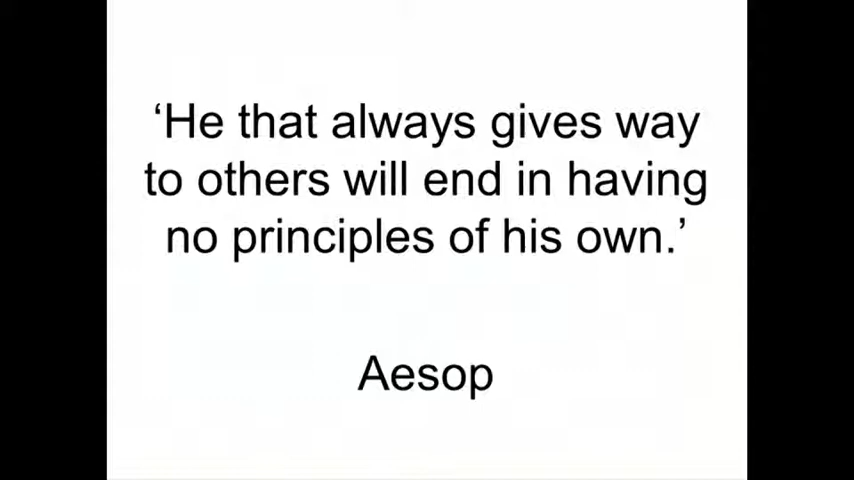 ‘He that always gives way
to others will end in having
no principles of his own.’
Aesop